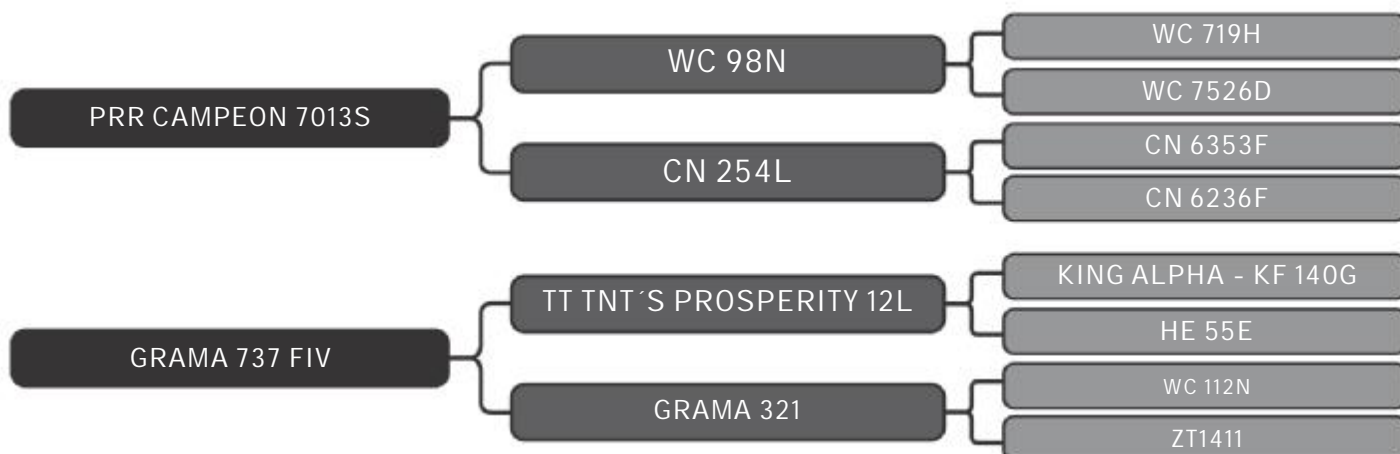 PRR CAMPEON 7013S
WC 98N
WC 719H
WC 7526D
CN 254L
CN 6353F
CN 6236F
GRAMA 737 FIV
TT TNT´S PROSPERITY 12L
KING ALPHA - KF 140G
HE 55E
GRAMA 321
WC 112N
ZT1411